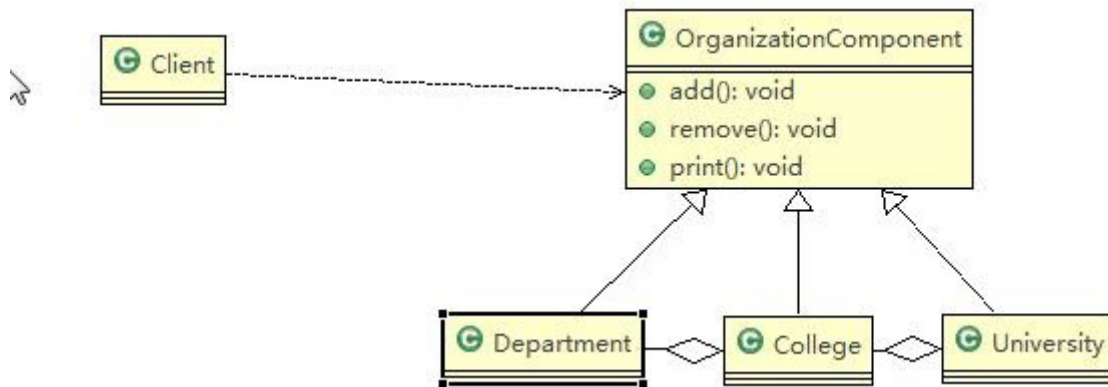 Client
OrganizationComponent
add(): void
remove(): void
print(): void
Department
College
University